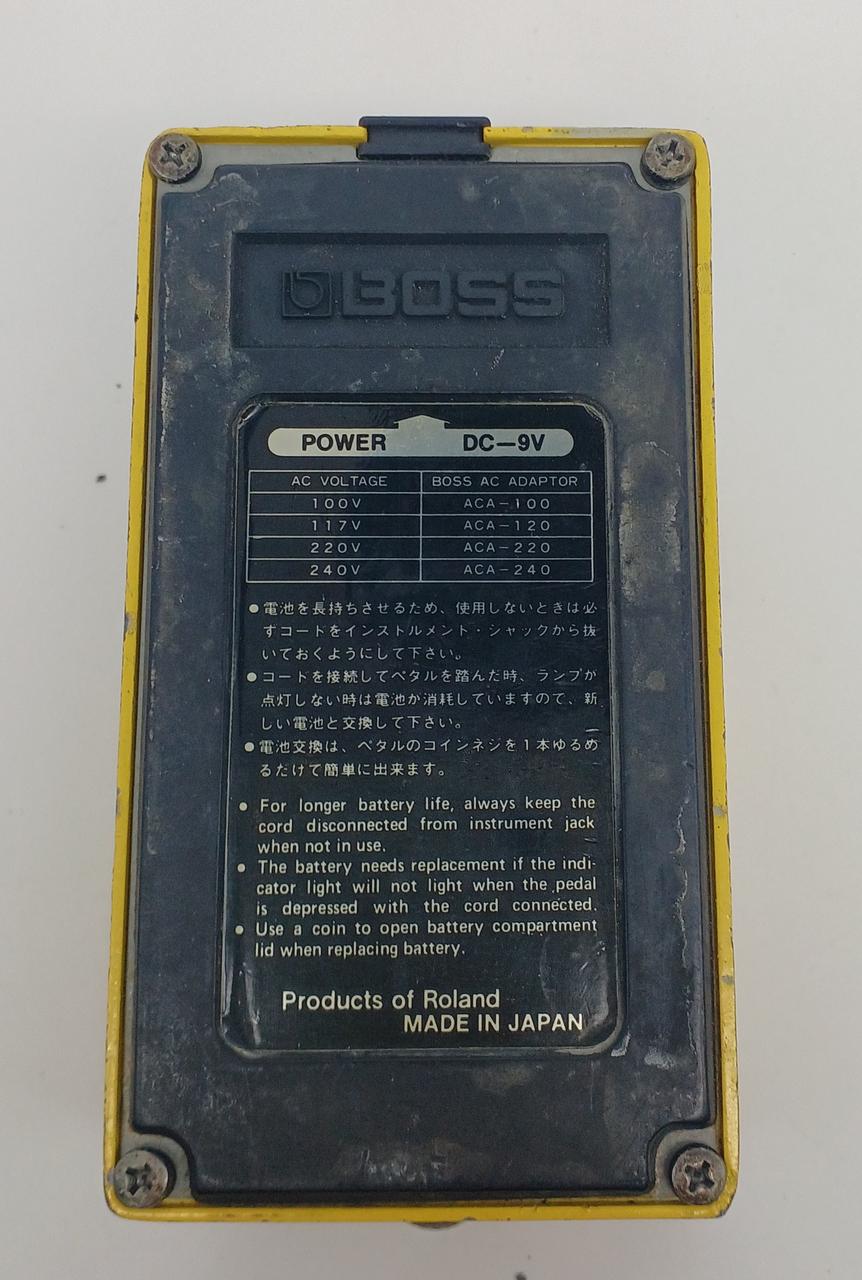 BOSS
POWER DC-9V
AC VOLTAGE BOSS AC ADAPTOR
100V ACA-100
117V ACA-120
220V ACA-220
240V ACA-240
●電池を長持ちさせるため、使用しないときは必
ずコードをインストルメント・ジャックから抜
いておくようにして下さい。
●コードを接続してペタルを踏んだ時、ランプが
点灯しない時は電池が消耗していますので、新
しい電池と交換して下さい。
●電池交換は、ペタルのコインネジを1本ゆるめ
るだけで簡単に出来ます。
• For longer battery life, always keep the
cord disconnected from instrument jack
when not in use.
• The battery needs replacement if the indi-
cator light will not light when the pedal
is depressed with the cord connected.
• Use a coin to open battery compartment
lid when replacing battery.
Products of Roland
MADE IN JAPAN